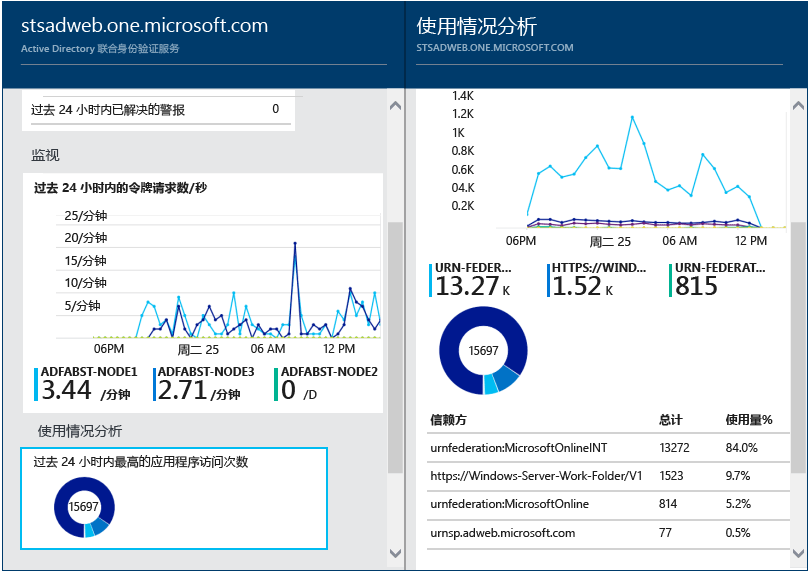 stsadweb.one.microsoft.com
Active Directory 联合身份验证服务
过去 24 小时内已解决的警报 0
监视
过去 24 小时内的令牌请求数/秒
25/分钟
20/分钟
15/分钟
10/分钟
5/分钟
06PM 周二 25 06 AM 12 PM
ADFABST-NODE1 ADFABST-NODE3 ADFABST-NODE2
3.44 /分钟 2.71 /分钟 0 /D
使用情况分析
过去 24 小时内最高的应用程序访问次数
15697
使用情况分析
STSADWEB.ONE.MICROSOFT.COM
1.4K
1.2K
1K
0.8K
0.6K
0.4K
0.2K
06PM 周二 25 06 AM 12 PM
URN-FEDER... HTTPS://WIND... URN-FEDERAT...
13.27 K 1.52 K 815
15697
信赖方 总计 使用量%
urnfederation:MicrosoftOnlineINT 13272 84.0%
https://Windows-Server-Work-Folder/V1 1523 9.7%
urnfederation:MicrosoftOnline 814 5.2%
urnsp.adweb.microsoft.com 77 0.5%